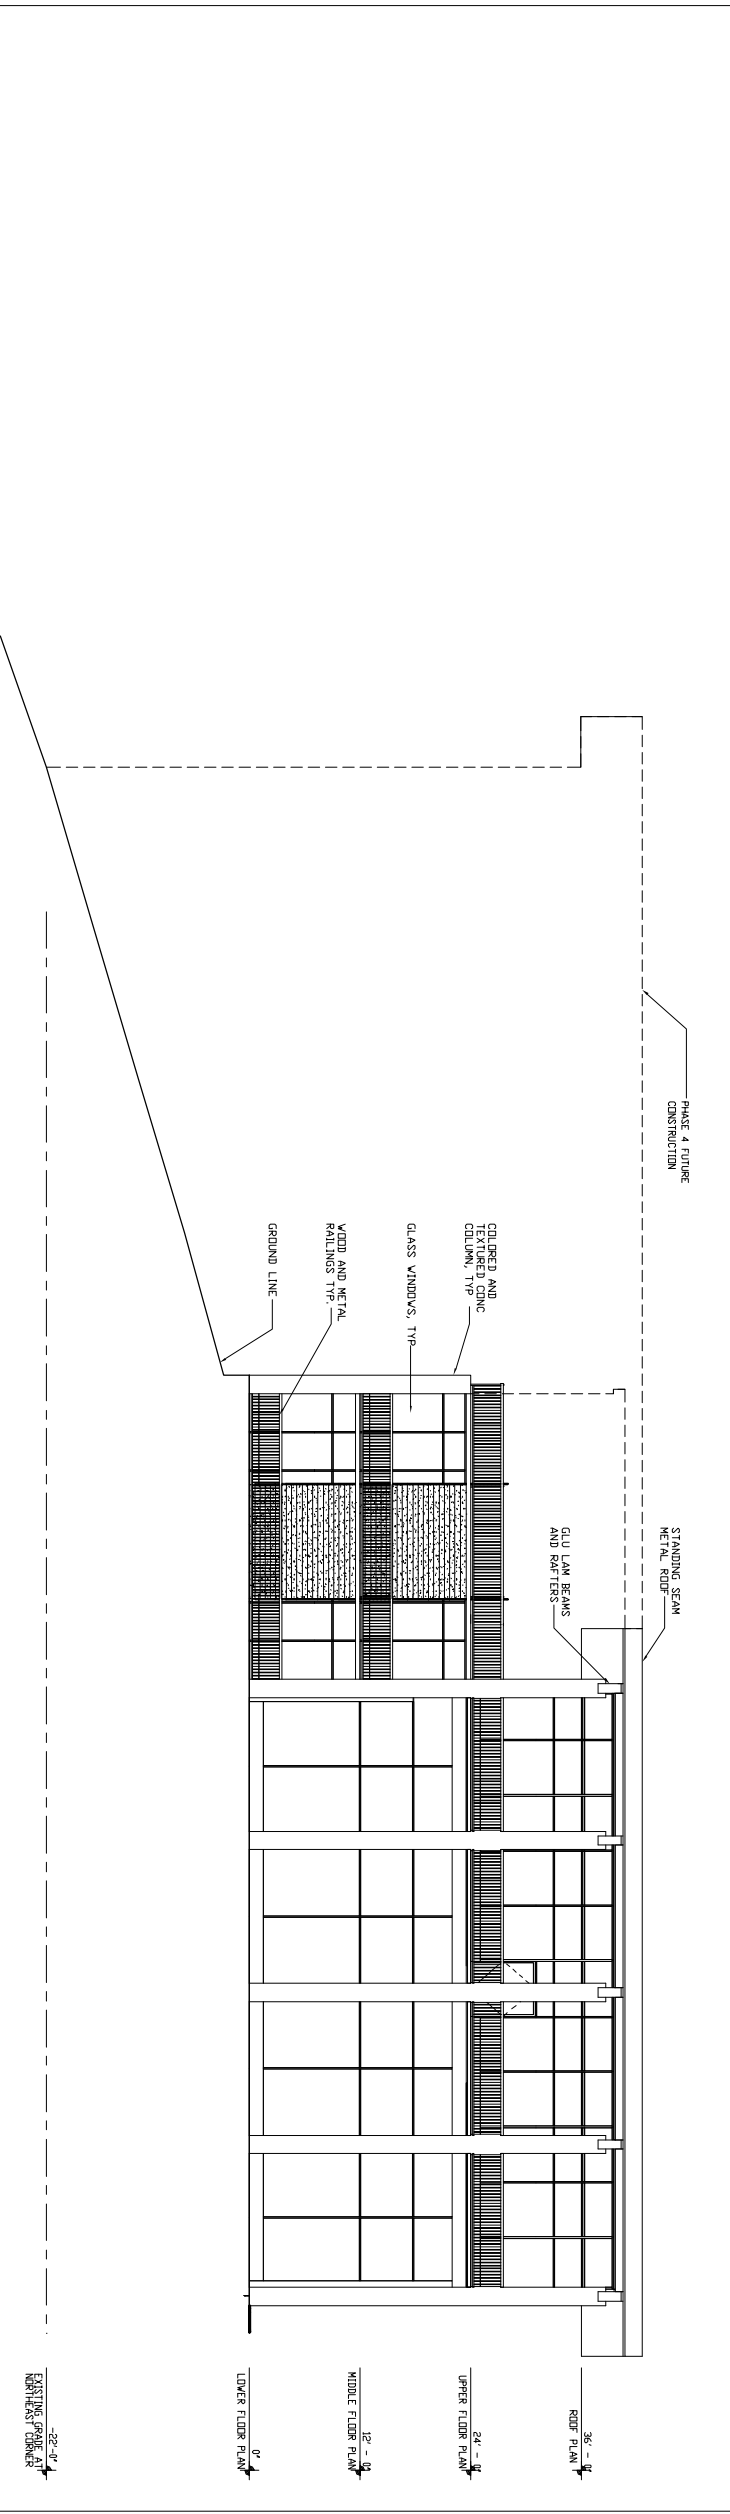 PHASE 4 FUTURE
CONSTRUCTION
STANDING SEAM
METAL ROOF
GLU LAM BEAMS
AND RAFTERS
COLORED AND
TEXTURED CONC
COLUMN, TYP
GLASS WINDOWS, TYP
WOOD AND METAL
RAILINGS TYP.
GROUND LINE
36' - 0"
ROOF PLAN
24' - 0"
UPPER FLOOR PLAN
12' - 0"
MIDDLE FLOOR PLAN
0"
LOWER FLOOR PLAN
-22'-0"
EXISTING GRADE AT
NORTHEAST CORNER